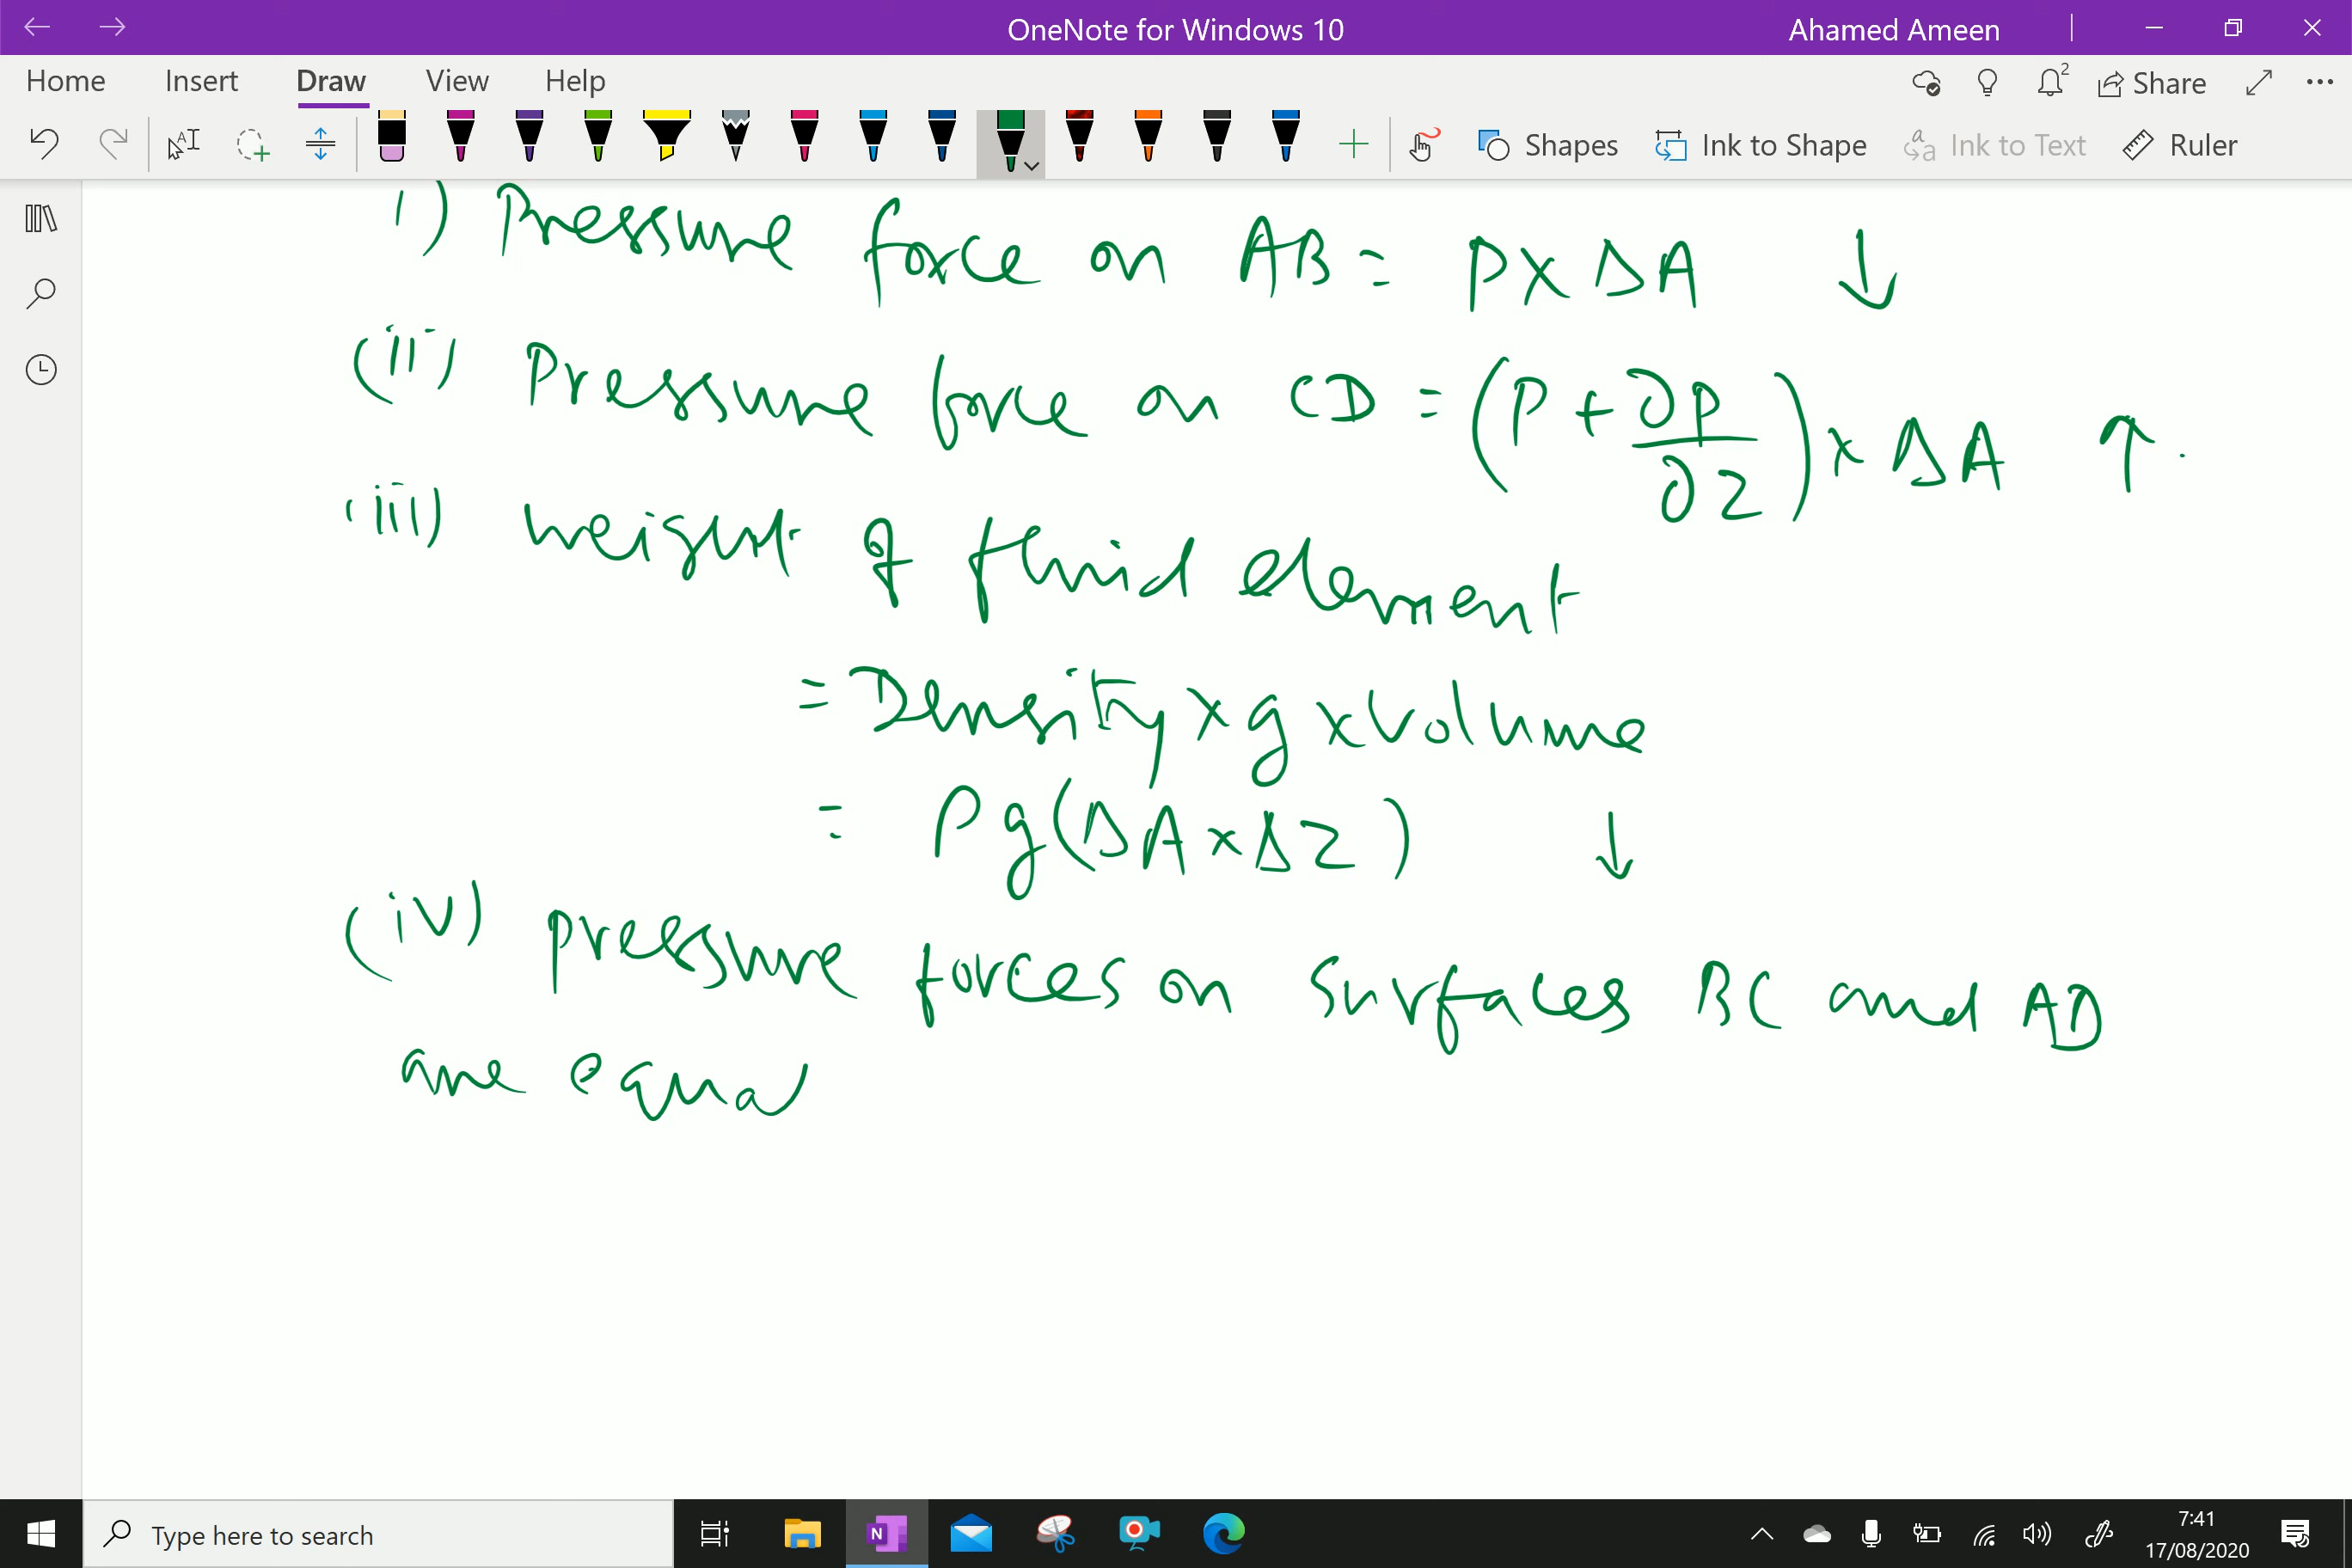 OneNote for Windows 10
Ahamed Ameen
Home Insert Draw View Help
2 Share
Shapes Ink to Shape Ink to Text Ruler
i) Pressure force on AB = P × ΔA ↓
(ii) Pressure force on CD = (P + ∂P/∂Z) × ΔA ↑.
(iii) weight of fluid element
= Density × g × volume
= ρg(ΔA × ΔZ) ↓
(iv) pressure forces on surfaces BC and AD
are equal
Type here to search
7:41
17/08/2020